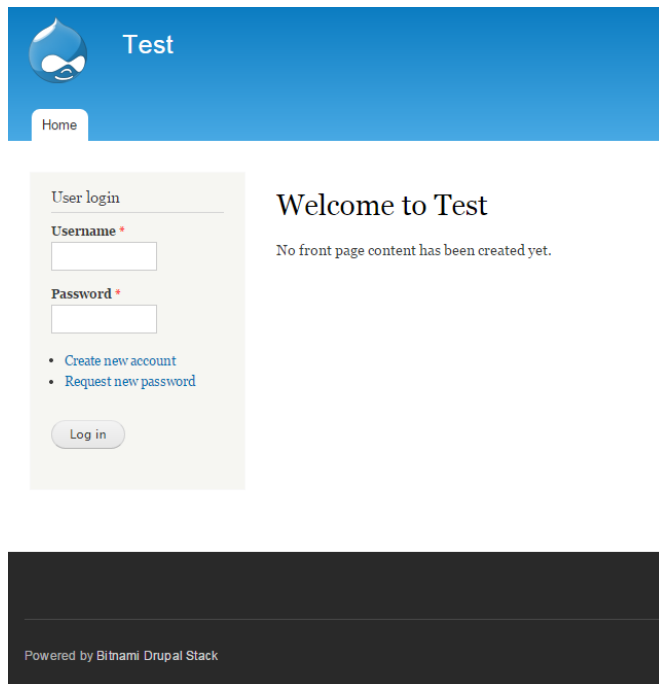 Test
Home
User login
Username *
Password *
Create new account
Request new password
Log in
Welcome to Test
No front page content has been created yet.
Powered by Bitnami Drupal Stack